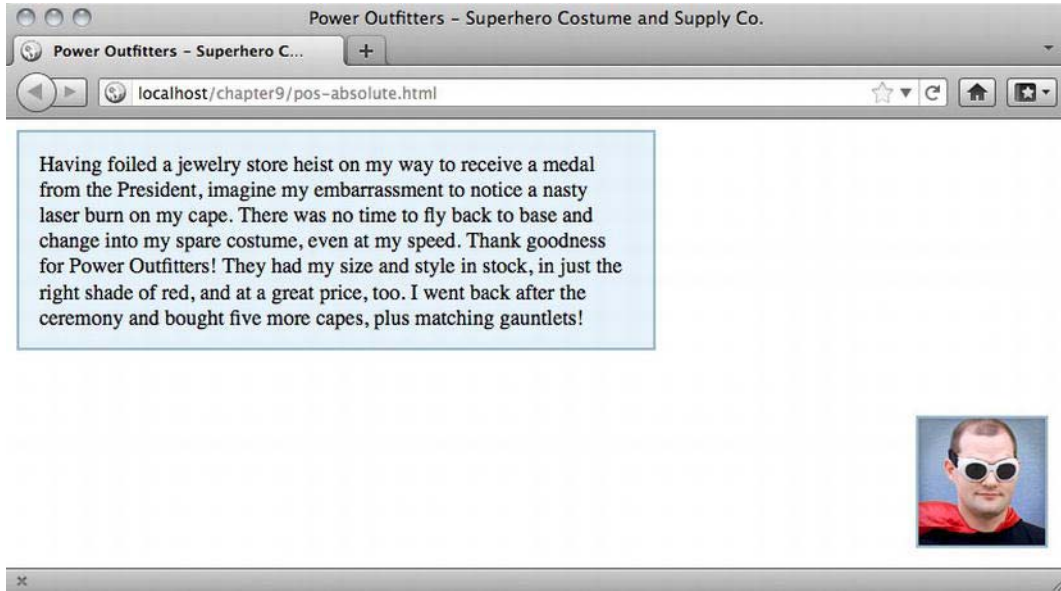 Power Outfitters – Superhero Costume and Supply Co.
Power Outfitters – Superhero C...
localhost/chapter9/pos-absolute.html
Having foiled a jewelry store heist on my way to receive a medal
from the President, imagine my embarrassment to notice a nasty
laser burn on my cape. There was no time to fly back to base and
change into my spare costume, even at my speed. Thank goodness
for Power Outfitters! They had my size and style in stock, in just the
right shade of red, and at a great price, too. I went back after the
ceremony and bought five more capes, plus matching gauntlets!